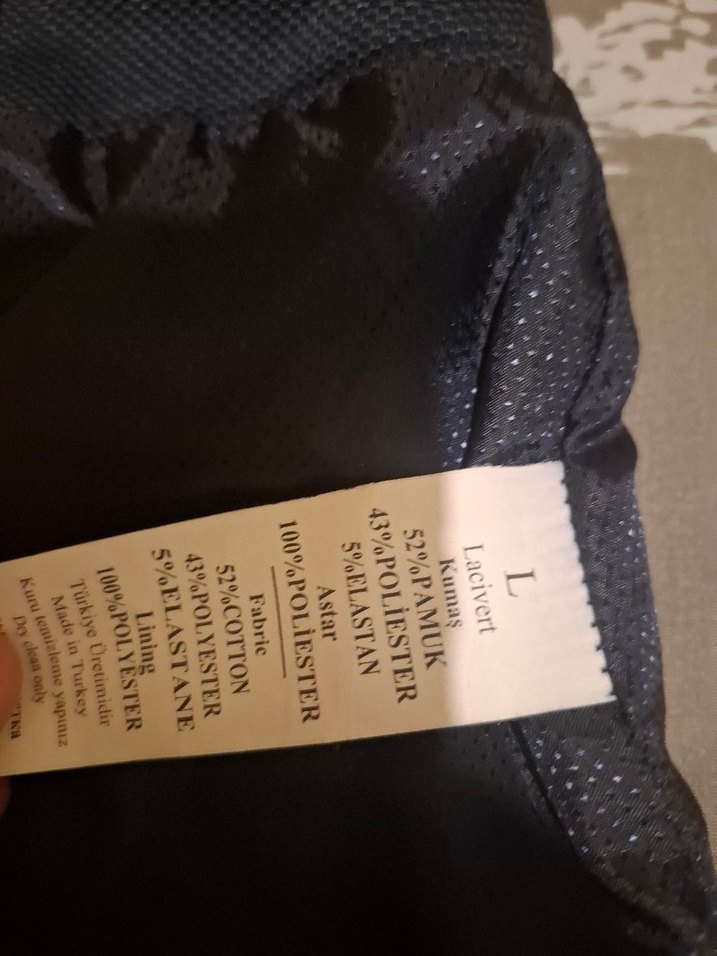 L
Lacivert
Kumaş
52%PAMUK
43%POLİESTER
5%ELASTAN
Astar
100%POLİESTER
Fabric
52%COTTON
43%POLYESTER
5%ELASTANE
Lining
100%POLYESTER
Türkiye Üretimidir
Made in Turkey
Kuru temizleme yapınız
Dry clean only